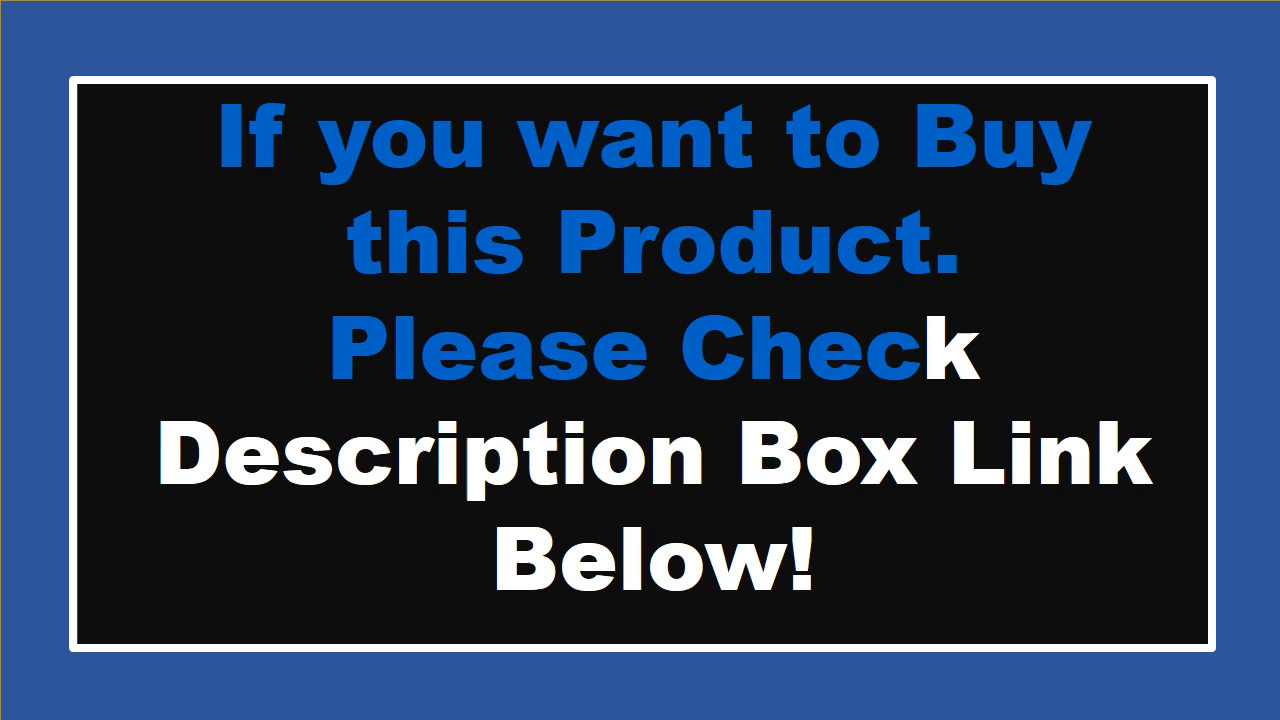 If you want to Buy
this Product.
Please Check
Description Box Link
Below!